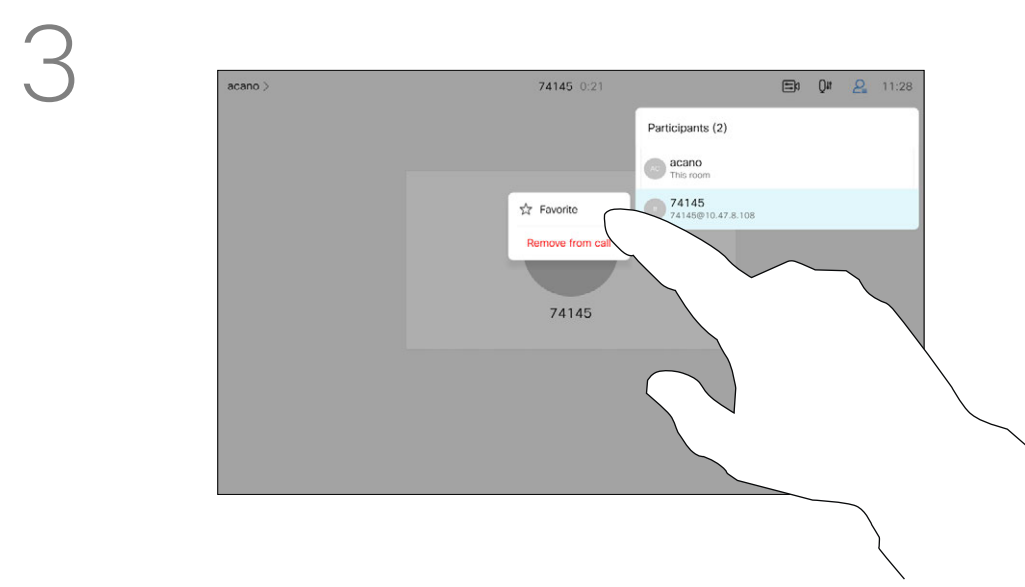 3
acano >
74145 0:21
11:28
Participants (2)
AC
acano
This room
74145
74145@10.47.8.108
Favorite
Remove from call
74145